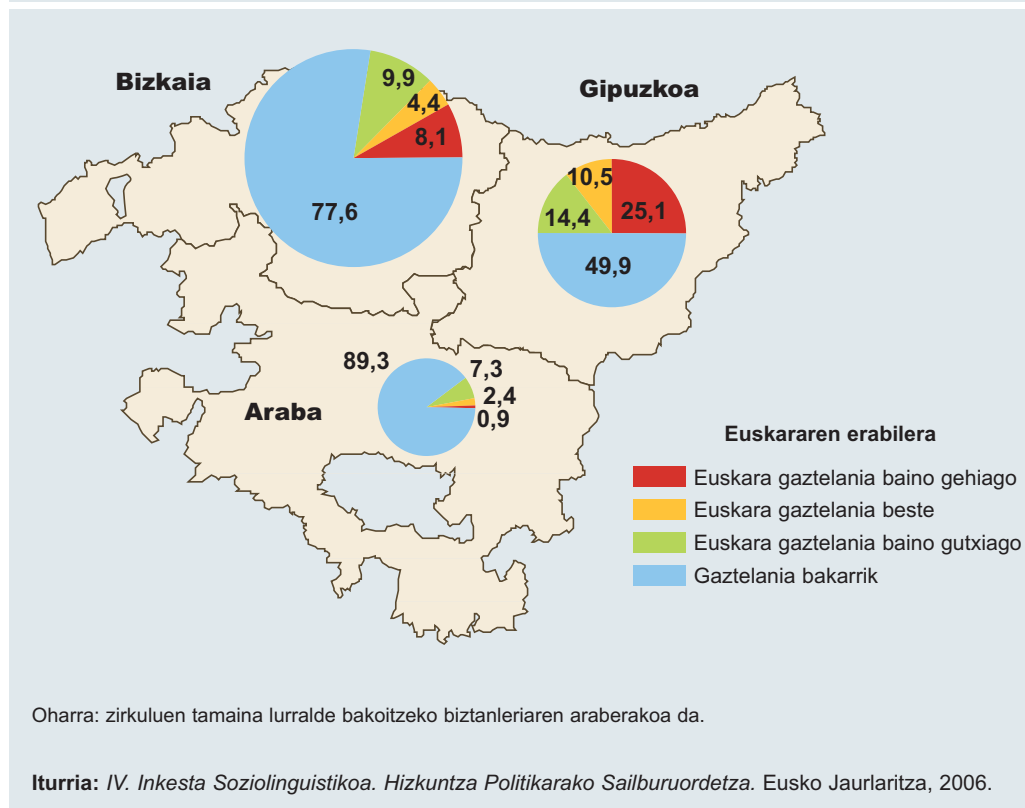 Bizkaia
9,9
4,4
8,1
77,6
Gipuzkoa
10,5
25,1
14,4
49,9
Araba
89,3
7,3
2,4
0,9
Euskararen erabilera
Euskara gaztelania baino gehiago
Euskara gaztelania beste
Euskara gaztelania baino gutxiago
Gaztelania bakarrik
Oharra: zirkuluen tamaina lurralde bakoitzeko biztanleriaren araberakoa da.
Iturria: IV. Inkesta Soziolinguistikoa. Hizkuntza Politikarako Sailburuordetza. Eusko Jaurlaritza, 2006.